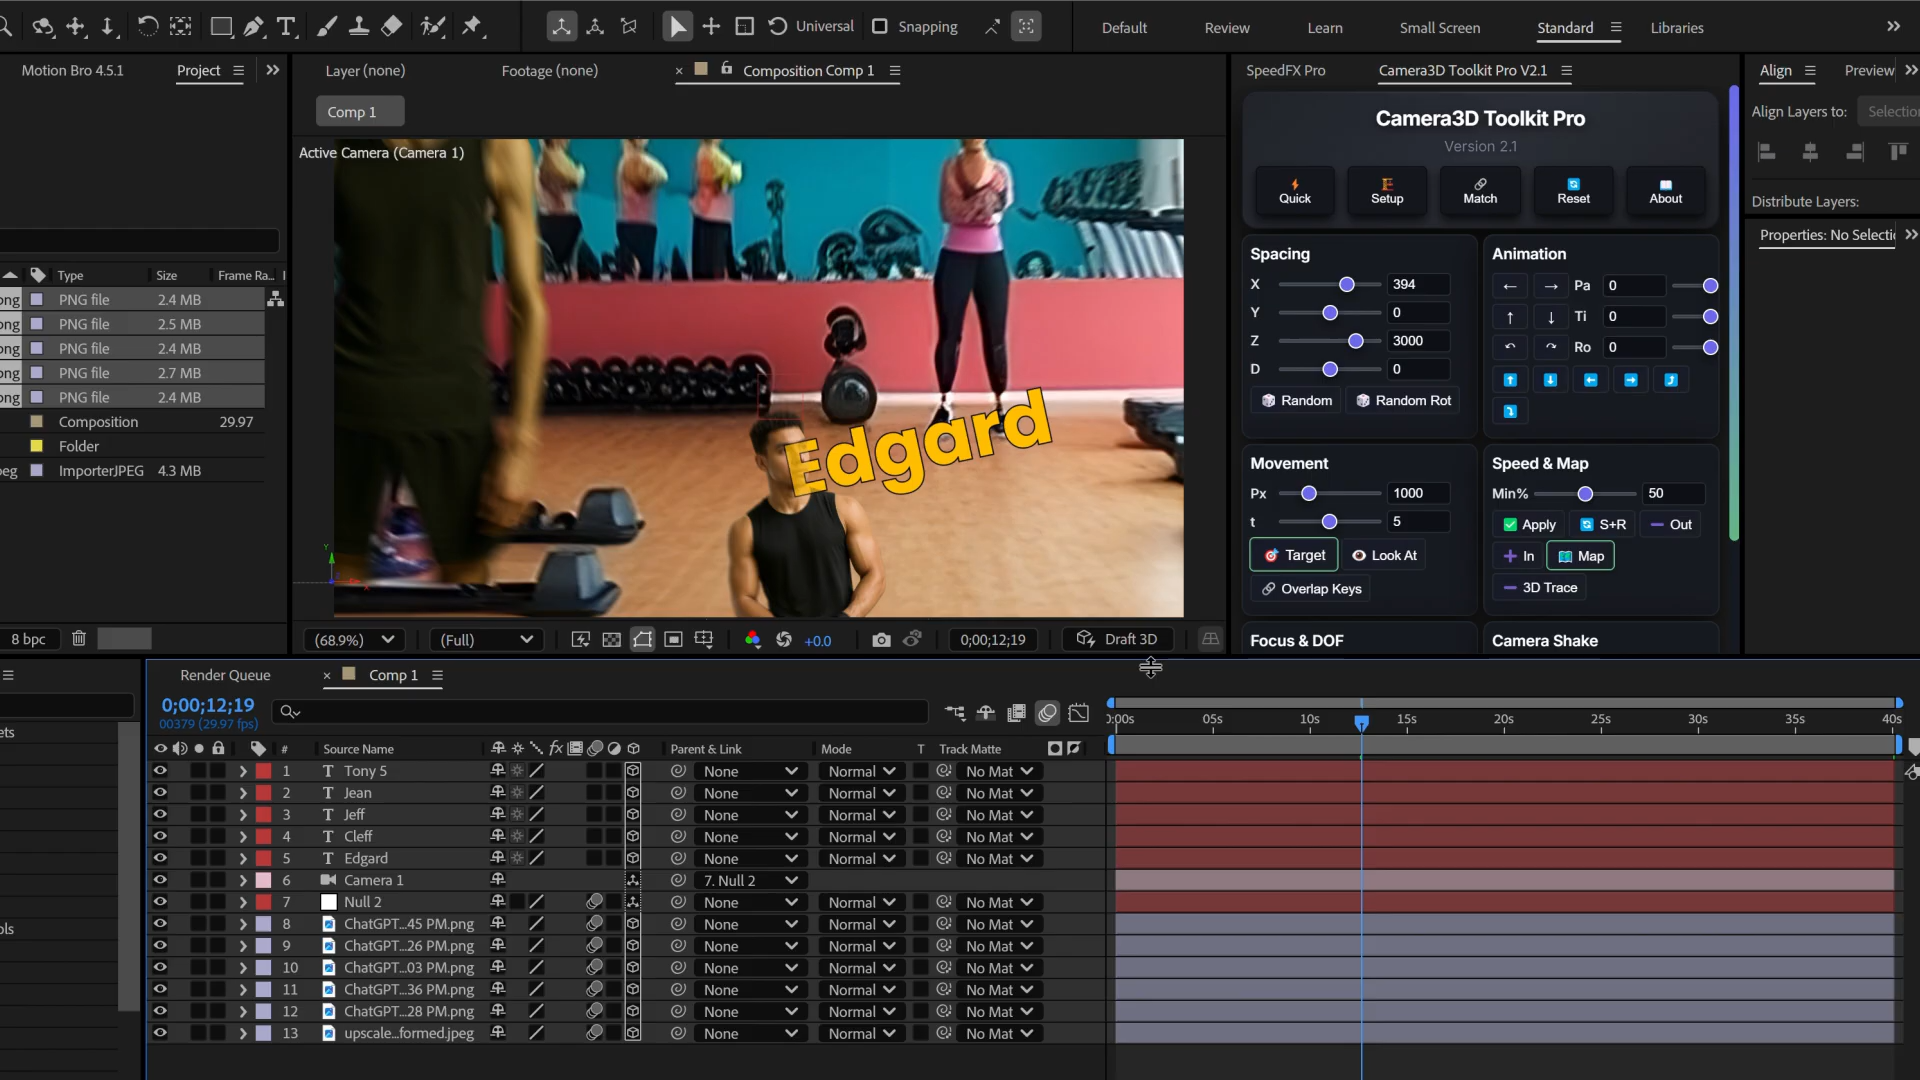 Universal
Snapping
Default
Review
Learn
Small Screen
Standard
Libraries
Motion Bro 4.5.1
Project
Layer (none)
Footage (none)
Composition Comp 1
SpeedFX Pro
Camera3D Toolkit Pro V2.1
Align
Preview
Comp 1
Active Camera (Camera 1)
Edgard
Camera3D Toolkit Pro
Version 2.1
Quick
Setup
Match
Reset
About
Align Layers to:
Distribute Layers:
Properties: No Selecti
Type Size Frame Ra..
ong PNG file 2.4 MB
ong PNG file 2.5 MB
ong PNG file 2.4 MB
ong PNG file 2.7 MB
ong PNG file 2.4 MB
Composition 29.97
Folder
peg ImporterJPEG 4.3 MB
8 bpc
Spacing
X 394
Y 0
Z 3000
D 0
Random
Random Rot
Animation
Pa 0
Ti 0
Ro 0
Movement
Px 1000
t 5
Target
Look At
Overlap Keys
Speed & Map
Min% 50
Apply
S+R
Out
In
Map
3D Trace
Focus & DOF
Camera Shake
(68.9%)
(Full)
+0.0
0;00;12;19
Draft 3D
Render Queue
Comp 1
0;00;12;19
00379 (29.97 fps)
0:00s 05s 10s 15s 20s 25s 30s 35s 40s
# Source Name fx Parent & Link Mode T Track Matte
1 T Tony 5 None Normal No Mat
2 T Jean None Normal No Mat
3 T Jeff None Normal No Mat
4 T Cleff None Normal No Mat
5 T Edgard None Normal No Mat
6 Camera 1 7. Null 2
7 Null 2 None Normal No Mat
8 ChatGPT...45 PM.png None Normal No Mat
9 ChatGPT...26 PM.png None Normal No Mat
10 ChatGPT...03 PM.png None Normal No Mat
11 ChatGPT...36 PM.png None Normal No Mat
12 ChatGPT...28 PM.png None Normal No Mat
13 upscale...formed.jpeg None Normal No Mat
ets
ols